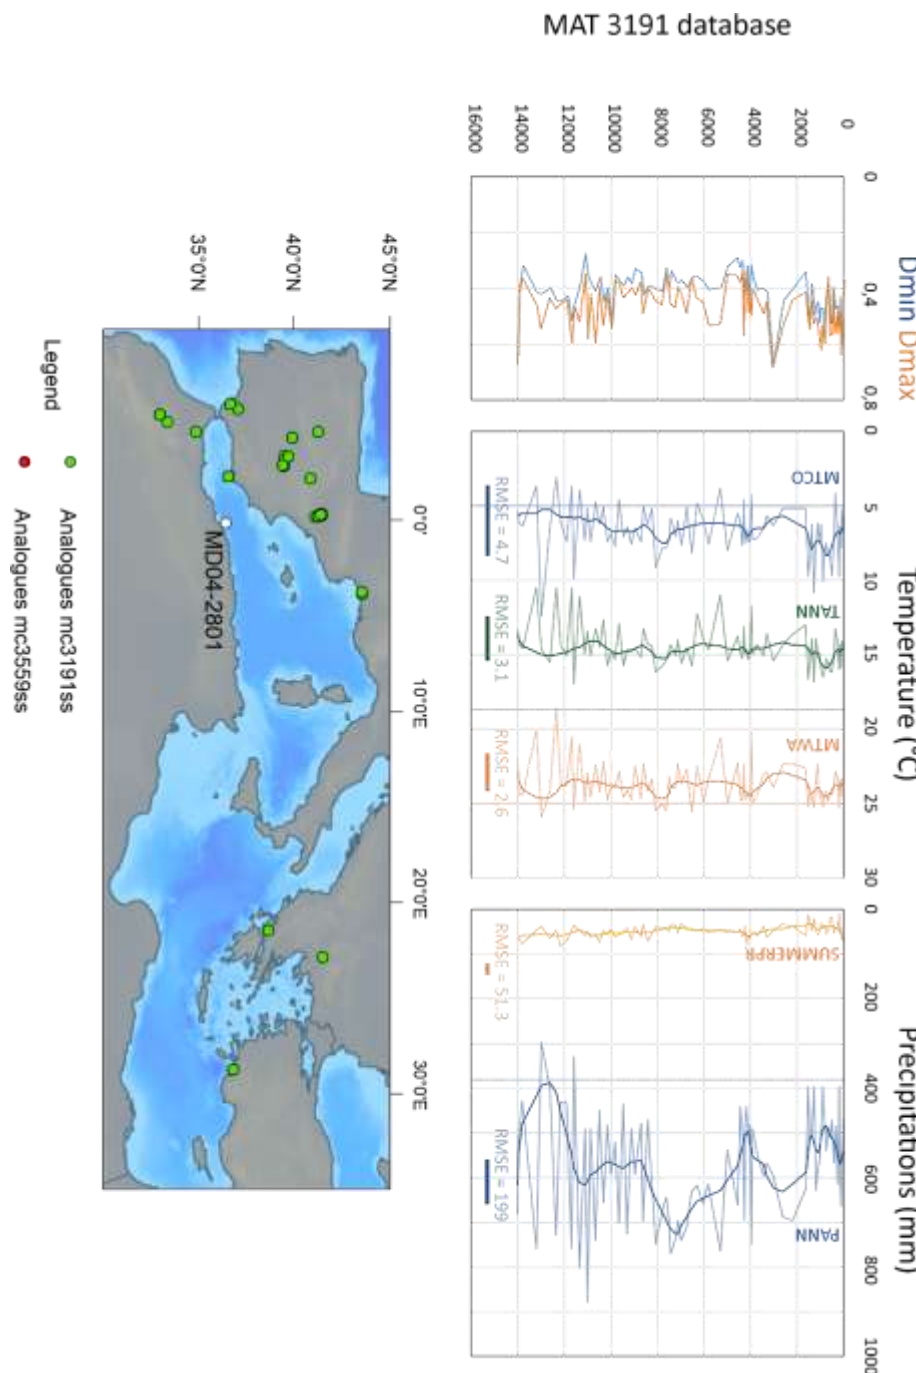 MAT 3191 database
0
2000
4000
6000
8000
10000
12000
14000
16000
0
0,4
0,8
Dmin Dmax
0
5
10
15
20
25
30
Temperature (°C)
MTCO
RMSE = 4.7
TANN
RMSE = 3.1
MTWA
RMSE = 2.6
0
200
400
600
800
1000
Precipitations (mm)
SUMMERPR
RMSE = 51.3
PANN
RMSE = 199
45°0'N
40°0'N
35°0'N
0°0'
10°0'E
20°0'E
30°0'E
MD04-2801
Legend
Analogues mc3191ss
Analogues mc3559ss